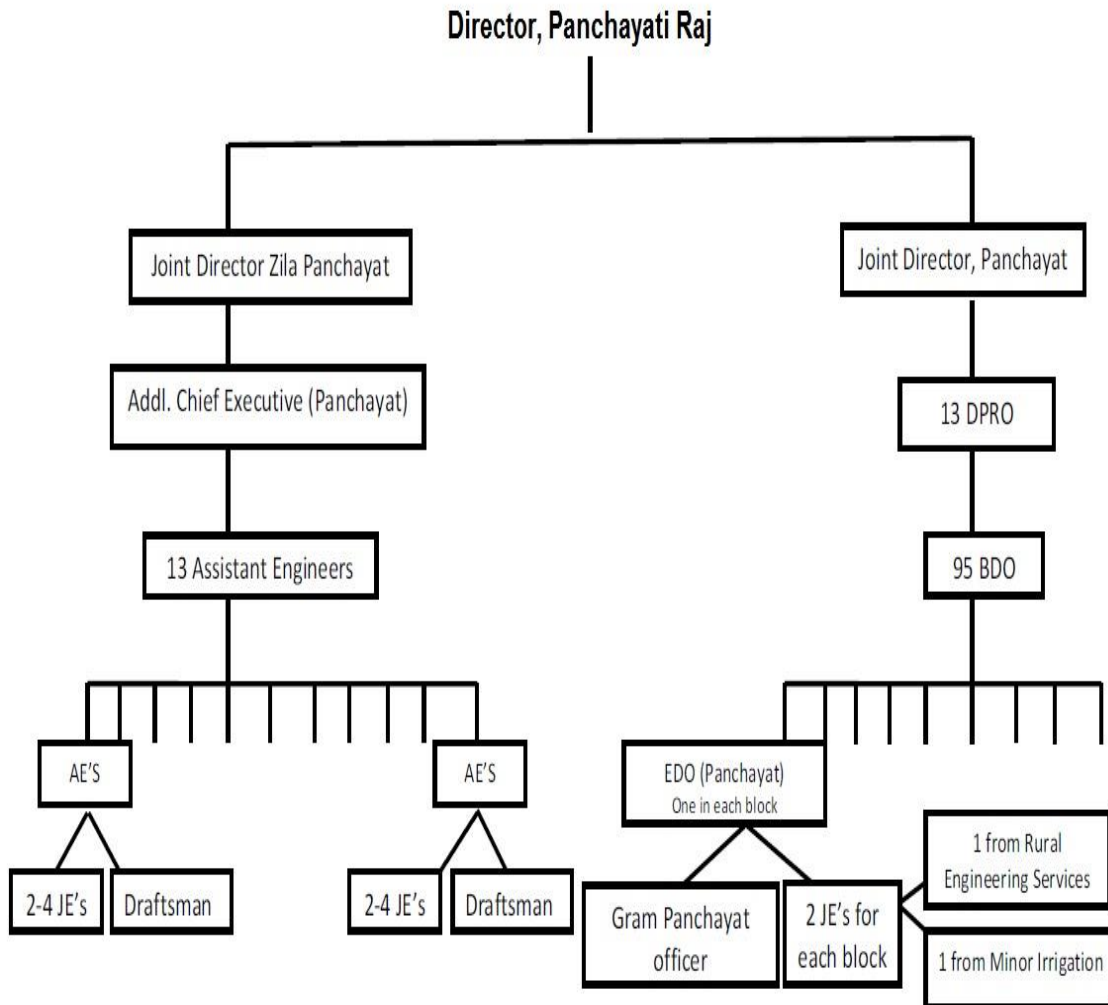 Director, Panchayati Raj
Joint Director Zila Panchayat
Joint Director, Panchayat
Addl. Chief Executive (Panchayat)
13 DPRO
13 Assistant Engineers
95 BDO
AE'S
AE'S
EDO (Panchayat)
One in each block
2-4 JE's
Draftsman
2-4 JE's
Draftsman
Gram Panchayat
officer
2 JE's for
each block
1 from Rural
Engineering Services
1 from Minor Irrigation